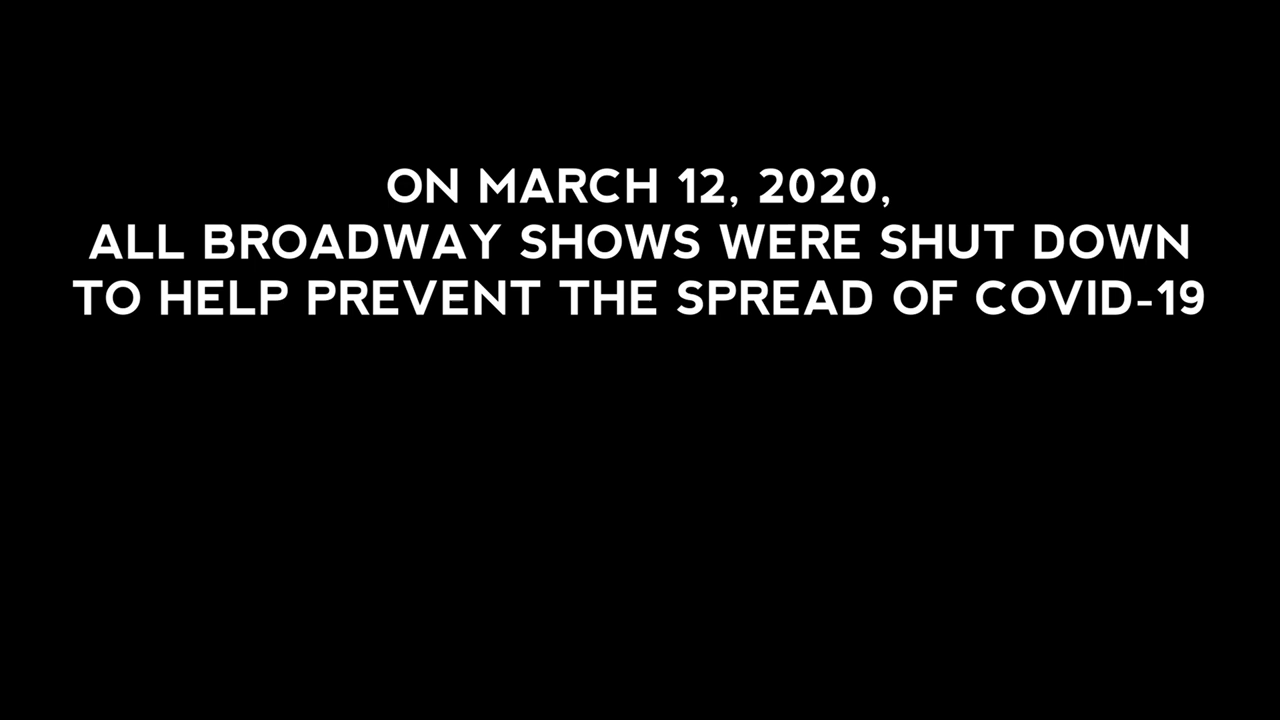 ON MARCH 12, 2020,
ALL BROADWAY SHOWS WERE SHUT DOWN
TO HELP PREVENT THE SPREAD OF COVID-19